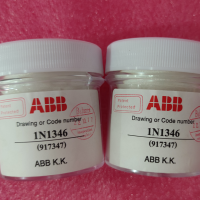 ABB
Drawing or Code number
1N1346
(917347)
ABB K.K.
ABB
Drawing or Code number
1N1346
(917347)
ABB K.K.